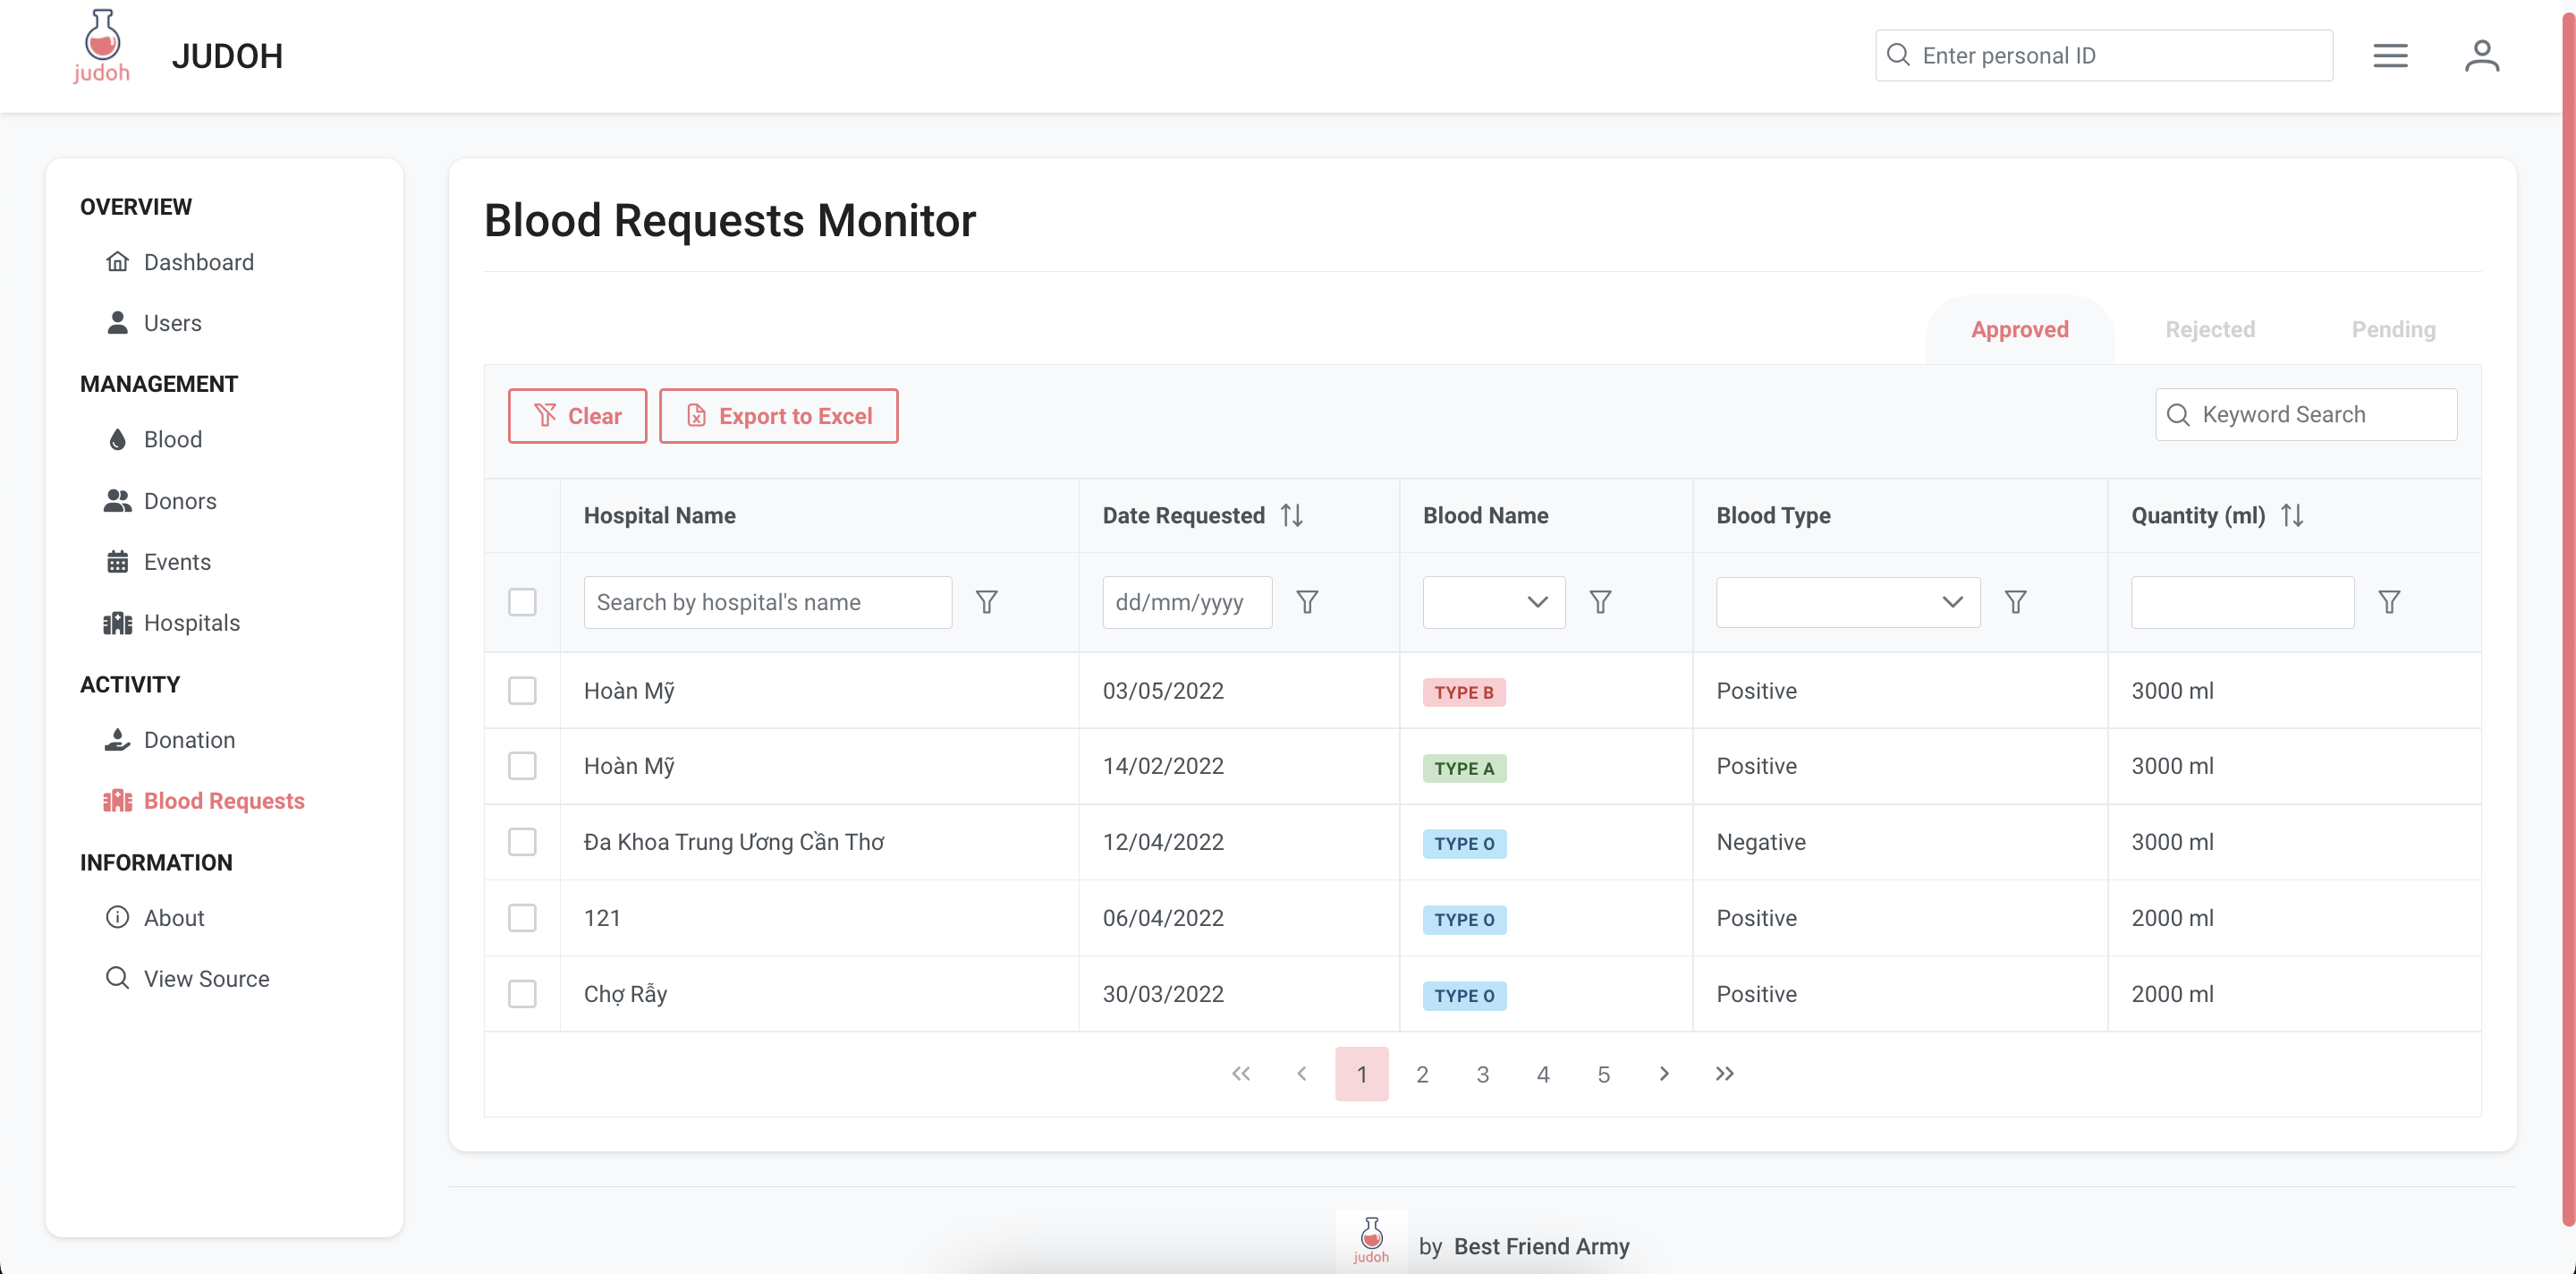 judoh
JUDOH
Enter personal ID
OVERVIEW
Dashboard
Users
MANAGEMENT
Blood
Donors
Events
Hospitals
ACTIVITY
Donation
Blood Requests
INFORMATION
About
View Source
Blood Requests Monitor
Approved Rejected Pending
Clear Export to Excel Keyword Search
Hospital Name Date Requested Blood Name Blood Type Quantity (ml)
Search by hospital's name dd/mm/yyyy
Hoàn Mỹ 03/05/2022 TYPE B Positive 3000 ml
Hoàn Mỹ 14/02/2022 TYPE A Positive 3000 ml
Đa Khoa Trung Ương Cần Thơ 12/04/2022 TYPE O Negative 3000 ml
121 06/04/2022 TYPE O Positive 2000 ml
Chợ Rẫy 30/03/2022 TYPE O Positive 2000 ml
1 2 3 4 5
judoh
by Best Friend Army